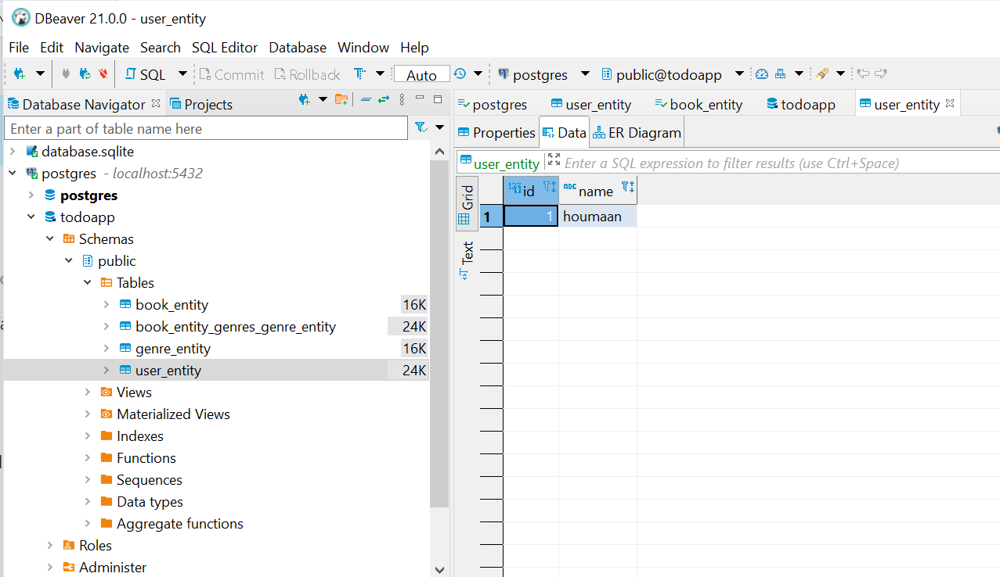 DBeaver 21.0.0 - user_entity
File Edit Navigate Search SQL Editor Database Window Help
SQL Commit Rollback Auto postgres public@todoapp
Database Navigator Projects
postgres user_entity book_entity todoapp user_entity
Enter a part of table name here
Properties Data ER Diagram
database.sqlite
postgres - localhost:5432
postgres
todoapp
Schemas
public
Tables
book_entity 16K
book_entity_genres_genre_entity 24K
genre_entity 16K
user_entity 24K
Views
Materialized Views
Indexes
Functions
Sequences
Data types
Aggregate functions
Roles
Administer
user_entity Enter a SQL expression to filter results (use Ctrl+Space)
Grid
Text
123 id ABC name
1 1 houmaan